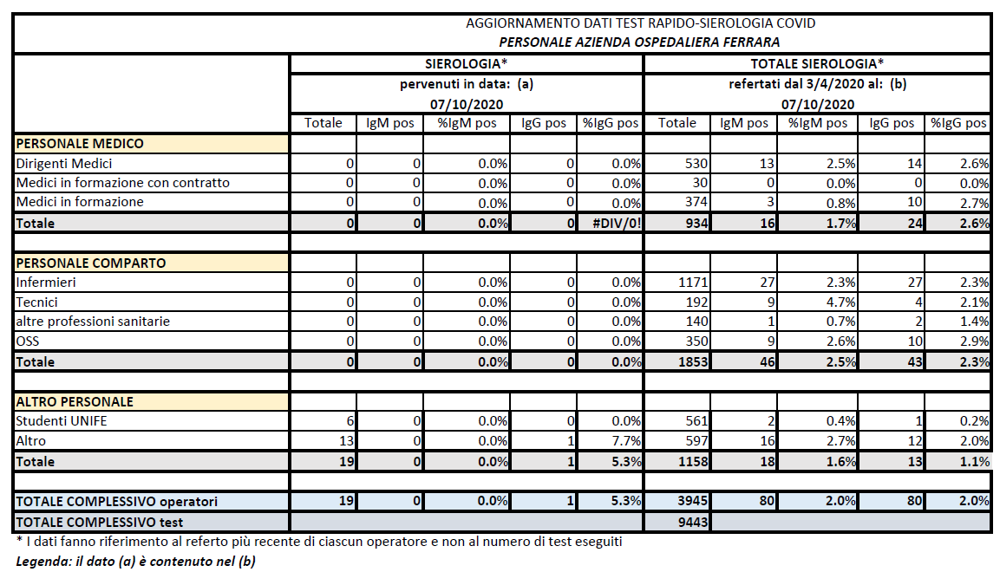 AGGIORNAMENTO DATI TEST RAPIDO-SIEROLOGIA COVID
PERSONALE AZIENDA OSPEDALIERA FERRARA
SIEROLOGIA* TOTALE SIEROLOGIA*
pervenuti in data: (a) refertati dal 3/4/2020 al: (b)
07/10/2020 07/10/2020
Totale IgM pos %IgM pos IgG pos %IgG pos Totale IgM pos %IgM pos IgG pos %IgG pos
PERSONALE MEDICO
Dirigenti Medici 0 0 0.0% 0 0.0% 530 13 2.5% 14 2.6%
Medici in formazione con contratto 0 0 0.0% 0 0.0% 30 0 0.0% 0 0.0%
Medici in formazione 0 0 0.0% 0 0.0% 374 3 0.8% 10 2.7%
Totale 0 0 0.0% 0 #DIV/0! 934 16 1.7% 24 2.6%
PERSONALE COMPARTO
Infermieri 0 0 0.0% 0 0.0% 1171 27 2.3% 27 2.3%
Tecnici 0 0 0.0% 0 0.0% 192 9 4.7% 4 2.1%
altre professioni sanitarie 0 0 0.0% 0 0.0% 140 1 0.7% 2 1.4%
OSS 0 0 0.0% 0 0.0% 350 9 2.6% 10 2.9%
Totale 0 0 0.0% 0 0.0% 1853 46 2.5% 43 2.3%
ALTRO PERSONALE
Studenti UNIFE 6 0 0.0% 0 0.0% 561 2 0.4% 1 0.2%
Altro 13 0 0.0% 1 7.7% 597 16 2.7% 12 2.0%
Totale 19 0 0.0% 1 5.3% 1158 18 1.6% 13 1.1%
TOTALE COMPLESSIVO operatori 19 0 0.0% 1 5.3% 3945 80 2.0% 80 2.0%
TOTALE COMPLESSIVO test 9443
* I dati fanno riferimento al referto più recente di ciascun operatore e non al numero di test eseguiti
Legenda: il dato (a) è contenuto nel (b)